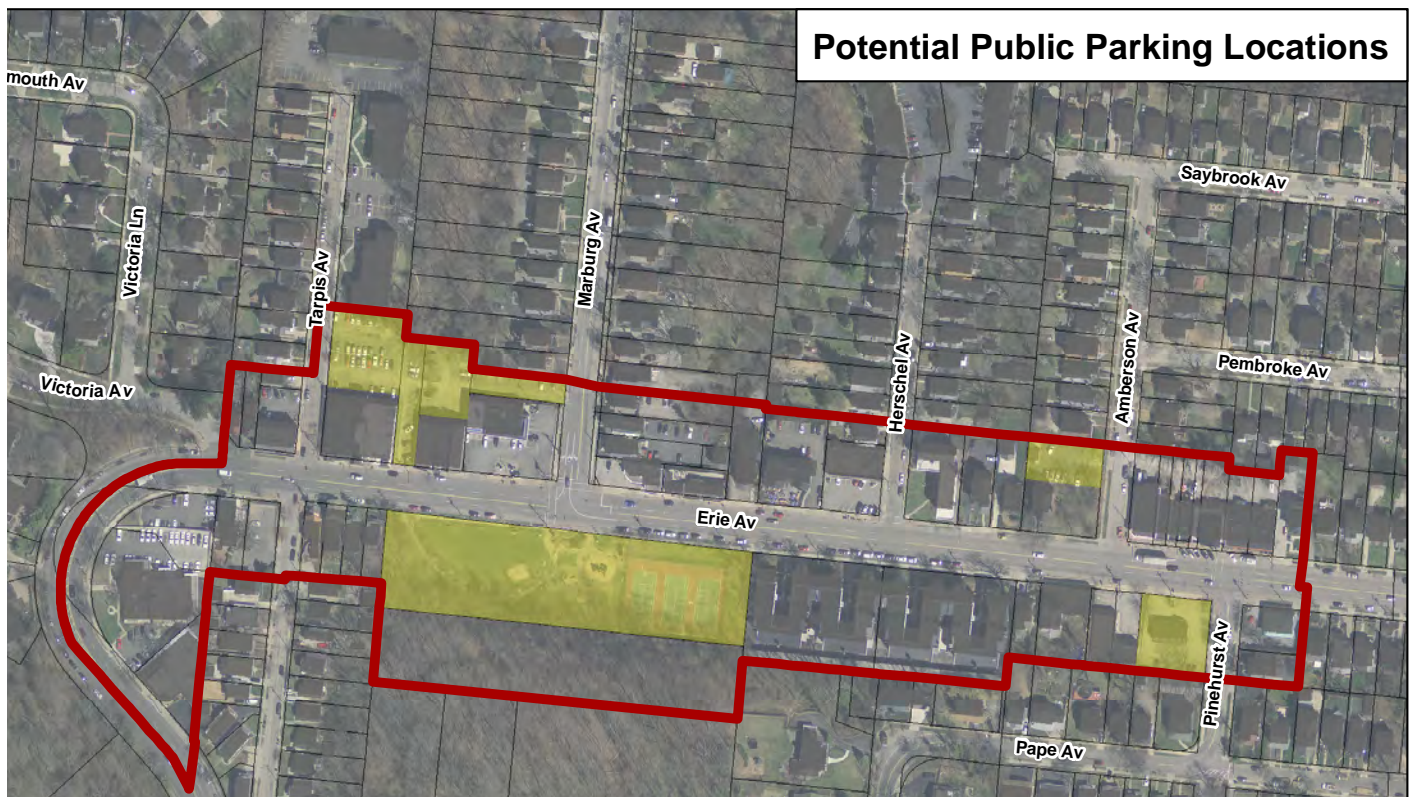 Potential Public Parking Locations
mouth Av
Saybrook Av
Victoria Ln
Marburg Av
Tarpis Av
Amberson Av
Herschel Av
Pembroke Av
Victoria Av
Erie Av
Pinehurst Av
Pape Av